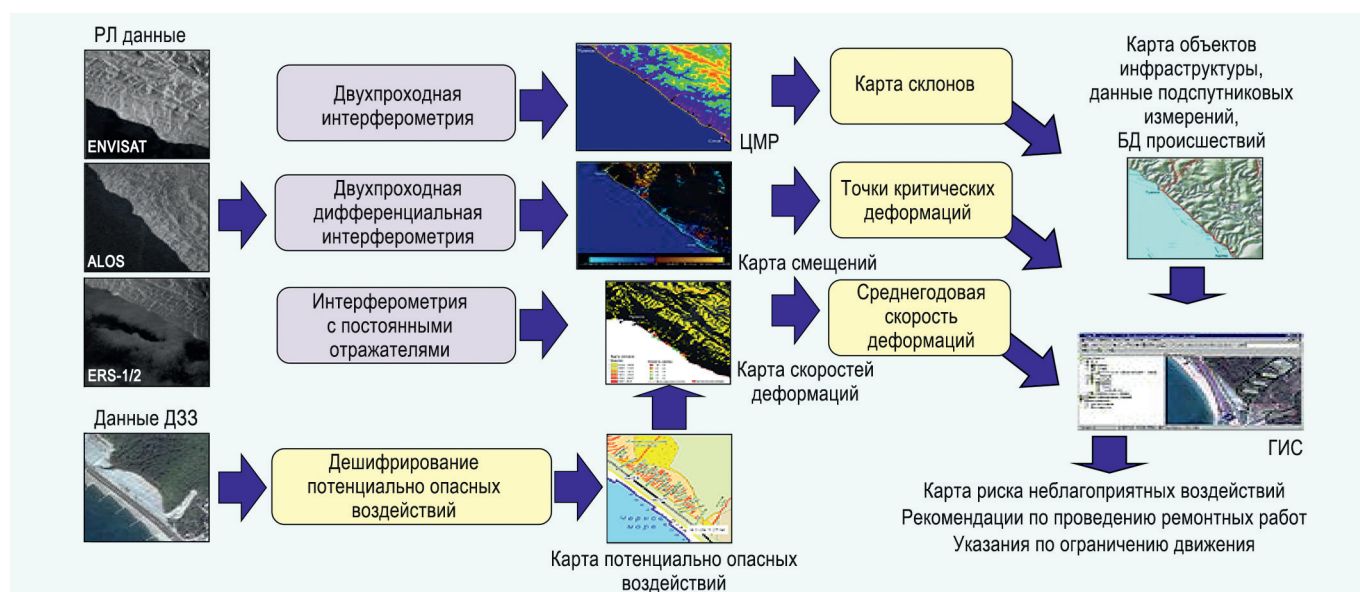 РЛ данные
ENVISAT
ALOS
ERS-1/2
Данные ДЗЗ
Двухпроходная
интерферометрия
Двухпроходная
дифференциальная
интерферометрия
Интерферометрия
с постоянными
отражателями
Дешифрирование
потенциально опасных
воздействий
ЦМР
Карта смещений
Карта скоростей
деформаций
Карта потенциально опасных
воздействий
Карта склонов
Точки критических
деформаций
Среднегодовая
скорость
деформаций
Карта объектов
инфраструктуры,
данные подспутниковых
измерений,
БД происшествий
ГИС
Карта риска неблагоприятных воздействий
Рекомендации по проведению ремонтных работ
Указания по ограничению движения